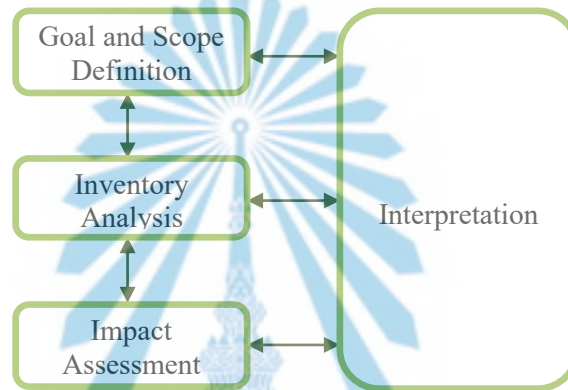 Goal and Scope
Definition
Inventory
Analysis
Interpretation
Impact
Assessment